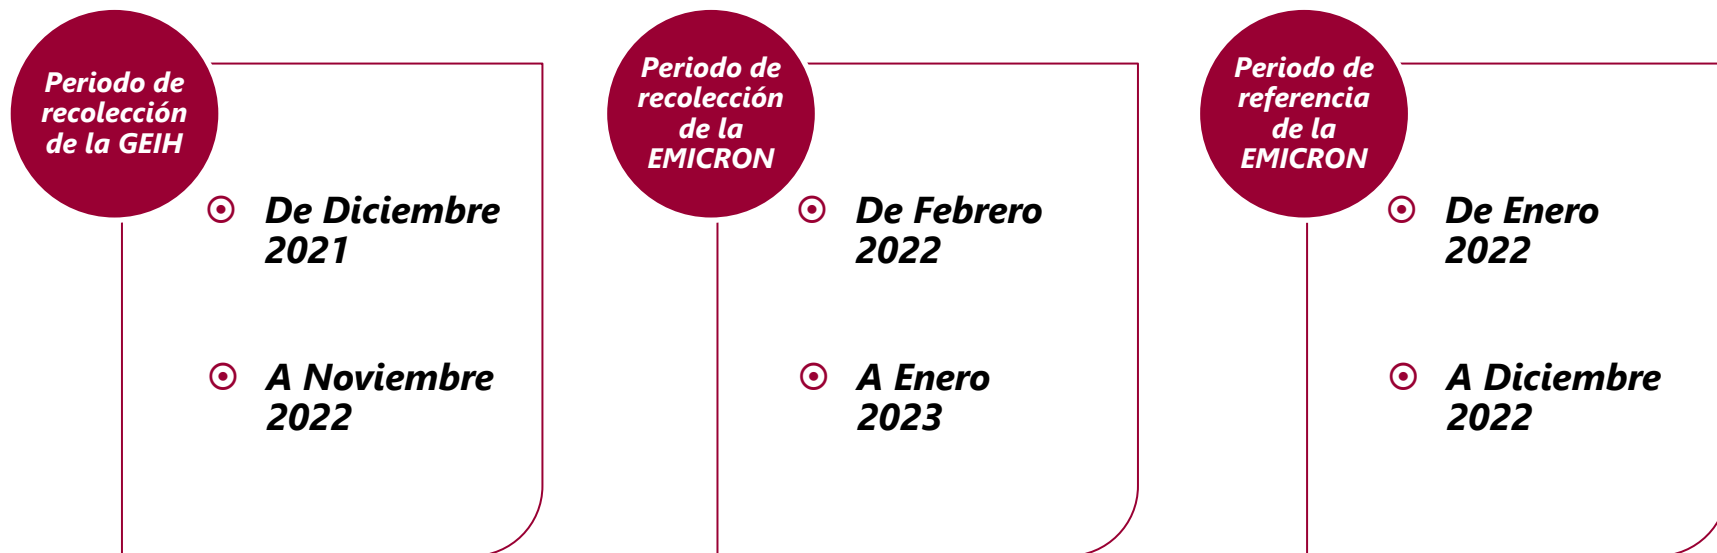 Periodo de
recolección
de la GEIH
De Diciembre
2021
A Noviembre
2022
Periodo de
recolección
de la
EMICRON
De Febrero
2022
A Enero
2023
Periodo de
referencia
de la
EMICRON
De Enero
2022
A Diciembre
2022